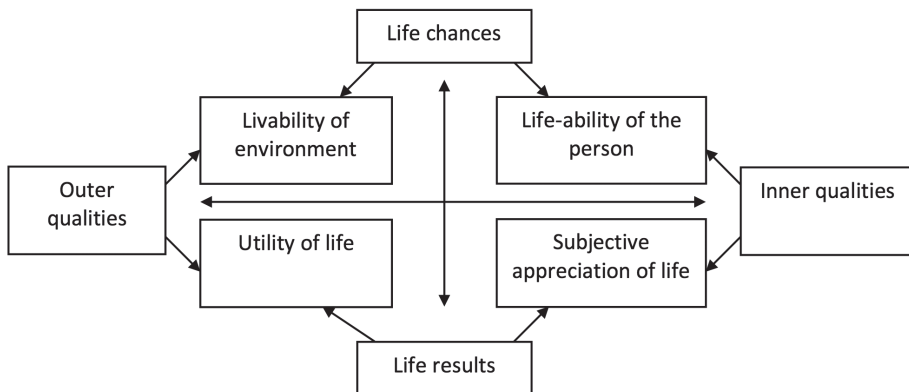 Life chances
Livability of
environment
Life-ability of the
person
Outer
qualities
Inner qualities
Utility of life
Subjective
appreciation of life
Life results